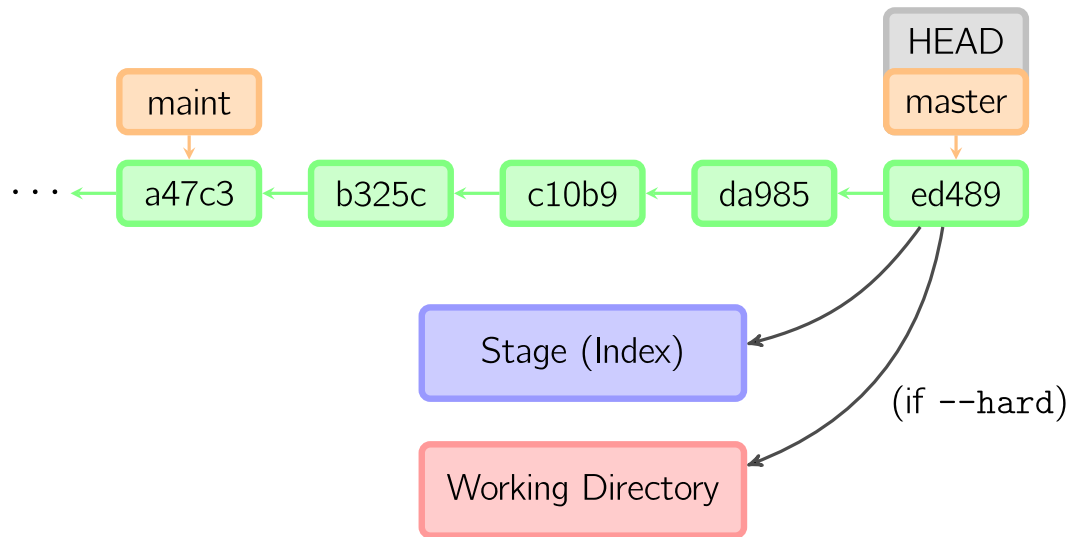 HEAD
maint
master
... a47c3 b325c c10b9 da985 ed489
Stage (Index)
(if --hard)
Working Directory